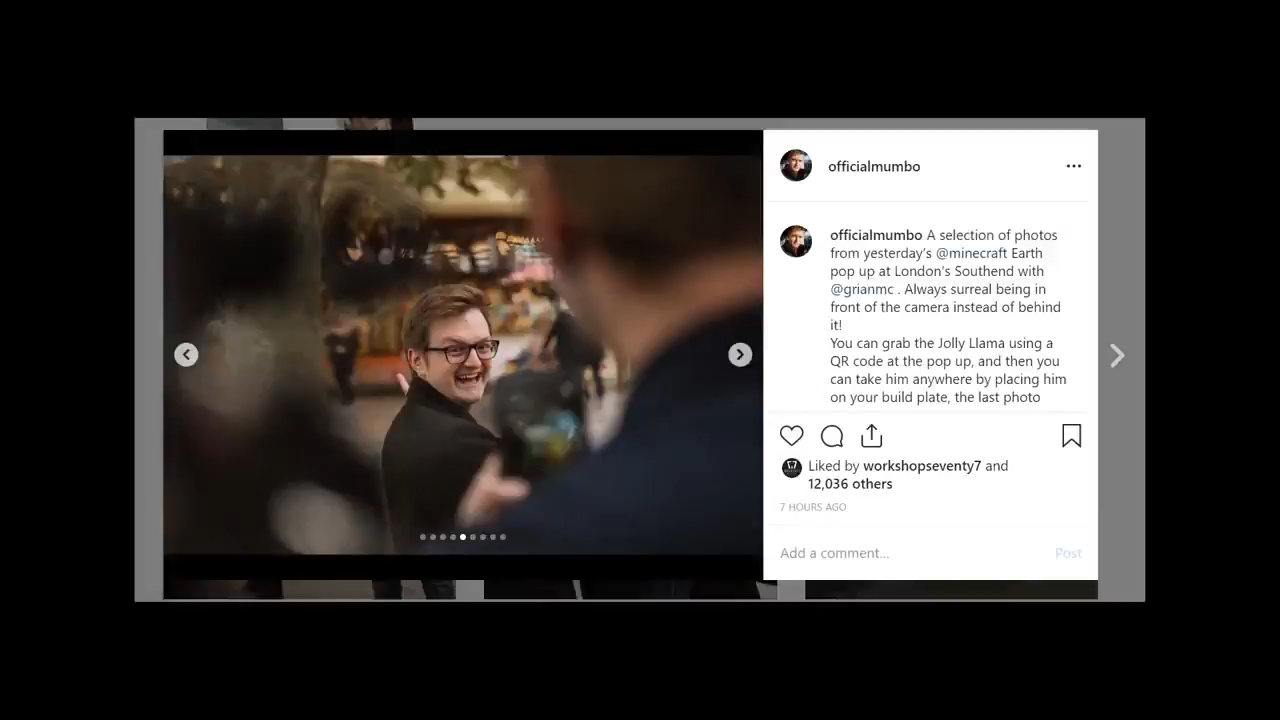 officialmumbo
officialmumbo A selection of photos
from yesterday's @minecraft Earth
pop up at London's Southend with
@grianmc . Always surreal being in
front of the camera instead of behind
it!
You can grab the Jolly Llama using a
QR code at the pop up, and then you
can take him anywhere by placing him
on your build plate, the last photo
Liked by workshopseventy7 and
12,036 others
7 HOURS AGO
Add a comment... Post